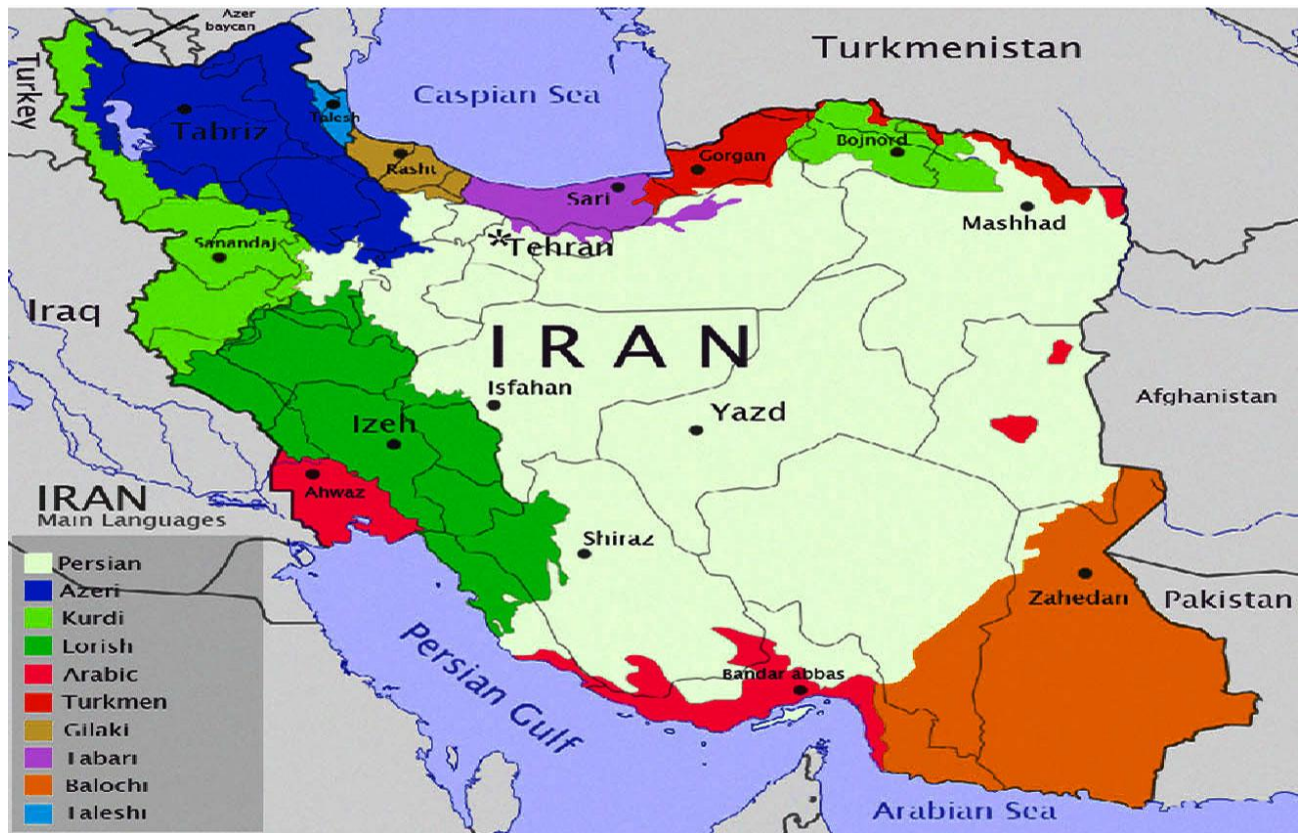 Azer
baycan
Turkey
Turkmenistan
Caspian Sea
Talesh
Tabriz
Rasht
Gorgan
Bojnord
Sari
Mashhad
Sanandaj
*Tehran
Iraq
IRAN
Isfahan
Afghanistan
Yazd
Izeh
Ahwaz
Shiraz
Zahedan
Pakistan
Bandar abbas
Persian Gulf
Arabian Sea
IRAN
Main Languages
Persian
Azeri
Kurdi
Lorish
Arabic
Turkmen
Gilaki
Tabari
Balochi
Taleshi